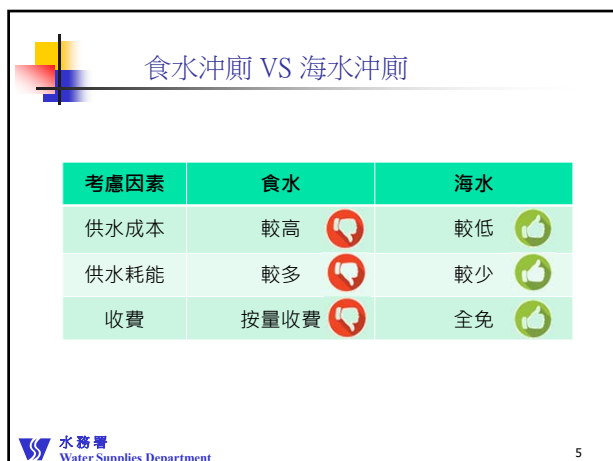 食水沖廁 VS 海水沖廁
考慮因素 食水 海水
供水成本 較高 較低
供水耗能 較多 較少
收費 按量收費 全免
水務署
Water Supplies Department
5